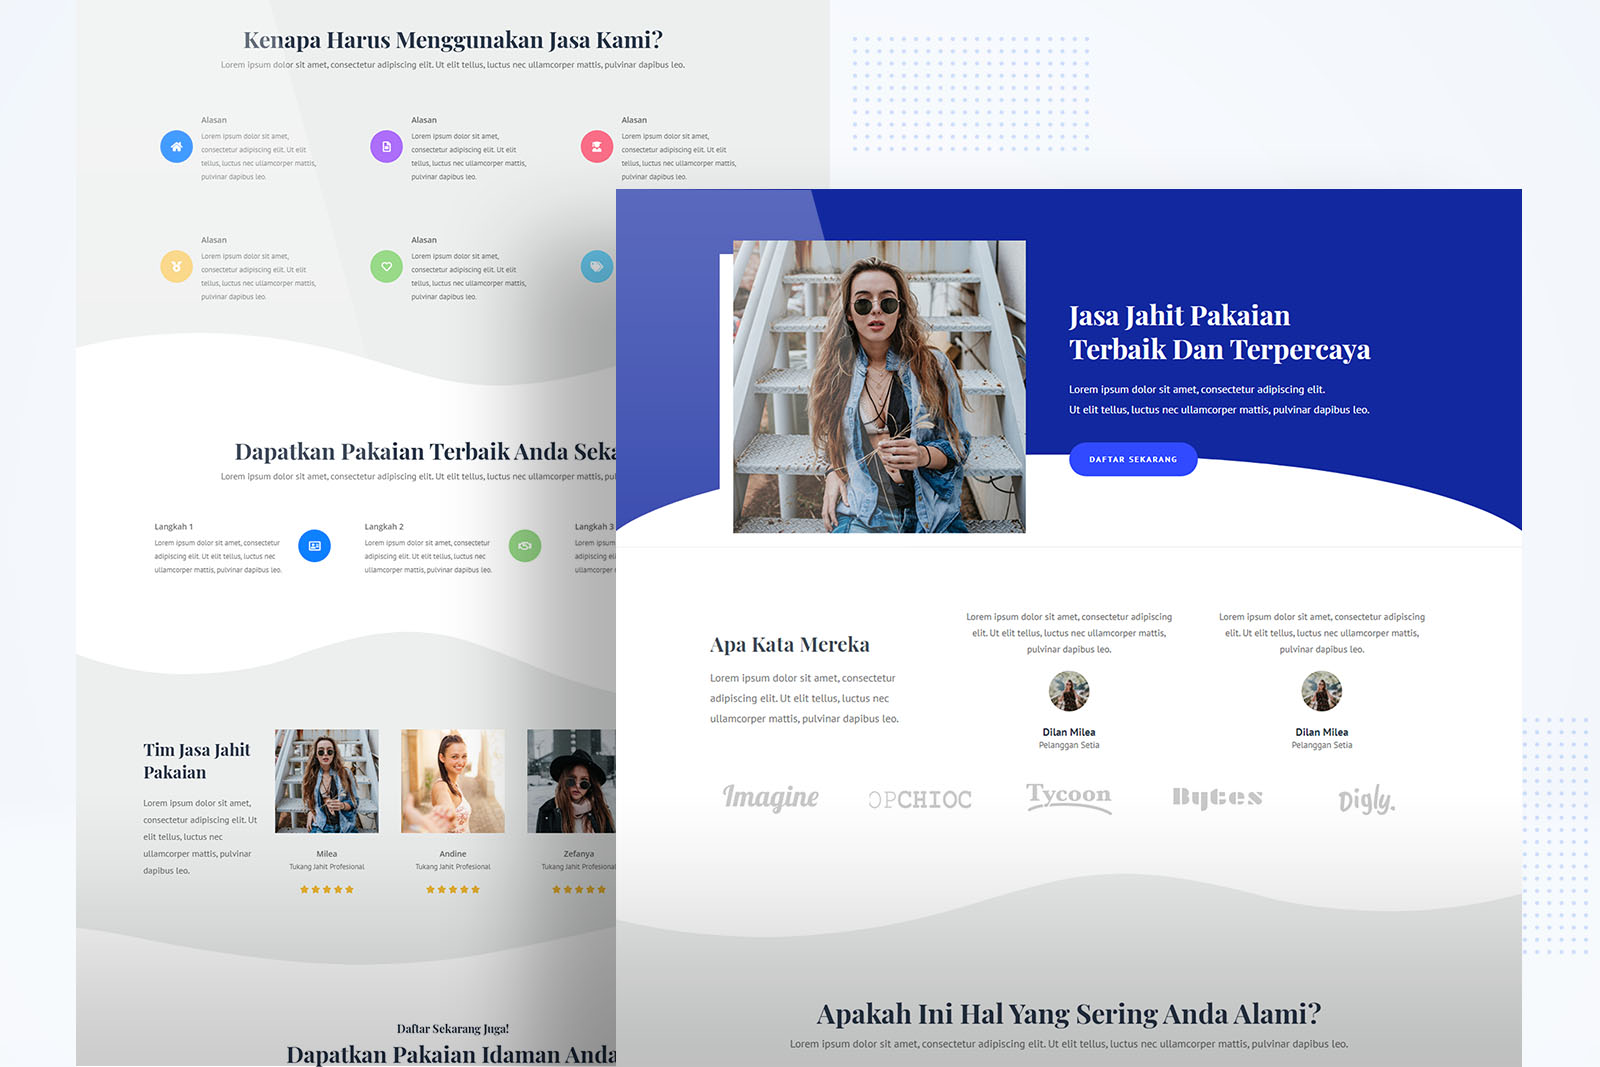 Kenapa Harus Menggunakan Jasa Kami?
Lorem ipsum dolor sit amet, consectetur adipiscing elit. Ut elit tellus, luctus nec ullamcorper mattis, pulvinar dapibus leo.
Alasan
Lorem ipsum dolor sit amet,
consectetur adipiscing elit. Ut elit
tellus, luctus nec ullamcorper mattis,
pulvinar dapibus leo.
Alasan
Lorem ipsum dolor sit amet,
consectetur adipiscing elit. Ut elit
tellus, luctus nec ullamcorper mattis,
pulvinar dapibus leo.
Alasan
Lorem ipsum dolor sit amet,
consectetur adipiscing elit. Ut elit
tellus, luctus nec ullamcorper mattis,
pulvinar dapibus leo.
Alasan
Lorem ipsum dolor sit amet,
consectetur adipiscing elit. Ut elit
tellus, luctus nec ullamcorper mattis,
pulvinar dapibus leo.
Alasan
Lorem ipsum dolor sit amet,
consectetur adipiscing elit. Ut elit
tellus, luctus nec ullamcorper mattis,
pulvinar dapibus leo.
Dapatkan Pakaian Terbaik Anda Seka
Lorem ipsum dolor sit amet, consectetur adipiscing elit. Ut elit tellus, luctus nec ullamcorper mattis, pu
Langkah 1
Lorem ipsum dolor sit amet, consectetur
adipiscing elit. Ut elit tellus, luctus nec
ullamcorper mattis, pulvinar dapibus leo.
Langkah 2
Lorem ipsum dolor sit amet, consectetur
adipiscing elit. Ut elit tellus, luctus nec
ullamcorper mattis, pulvinar dapibus leo.
Langkah 3
Lorem ipsum
adipiscing el
ullamcorper
Tim Jasa Jahit
Pakaian
Lorem ipsum dolor sit amet,
consectetur adipiscing elit. Ut
elit tellus, luctus nec
ullamcorper mattis, pulvinar
dapibus leo.
Milea
Tukang Jahit Profesional
Andine
Tukang Jahit Profesional
Zefanya
Tukang Jahit Profesional
Daftar Sekarang Juga!
Dapatkan Pakaian Idaman Anda
Jasa Jahit Pakaian
Terbaik Dan Terpercaya
Lorem ipsum dolor sit amet, consectetur adipiscing elit.
Ut elit tellus, luctus nec ullamcorper mattis, pulvinar dapibus leo.
DAFTAR SEKARANG
Apa Kata Mereka
Lorem ipsum dolor sit amet, consectetur
adipiscing elit. Ut elit tellus, luctus nec
ullamcorper mattis, pulvinar dapibus leo.
Lorem ipsum dolor sit amet, consectetur adipiscing
elit. Ut elit tellus, luctus nec ullamcorper mattis,
pulvinar dapibus leo.
Dilan Milea
Pelanggan Setia
Lorem ipsum dolor sit amet, consectetur adipiscing
elit. Ut elit tellus, luctus nec ullamcorper mattis,
pulvinar dapibus leo.
Dilan Milea
Pelanggan Setia
Imagine
OPCHIOC
Tycoon
Bytes
Digly.
Apakah Ini Hal Yang Sering Anda Alami?
Lorem ipsum dolor sit amet, consectetur adipiscing elit. Ut elit tellus, luctus nec ullamcorper mattis, pulvinar dapibus leo.